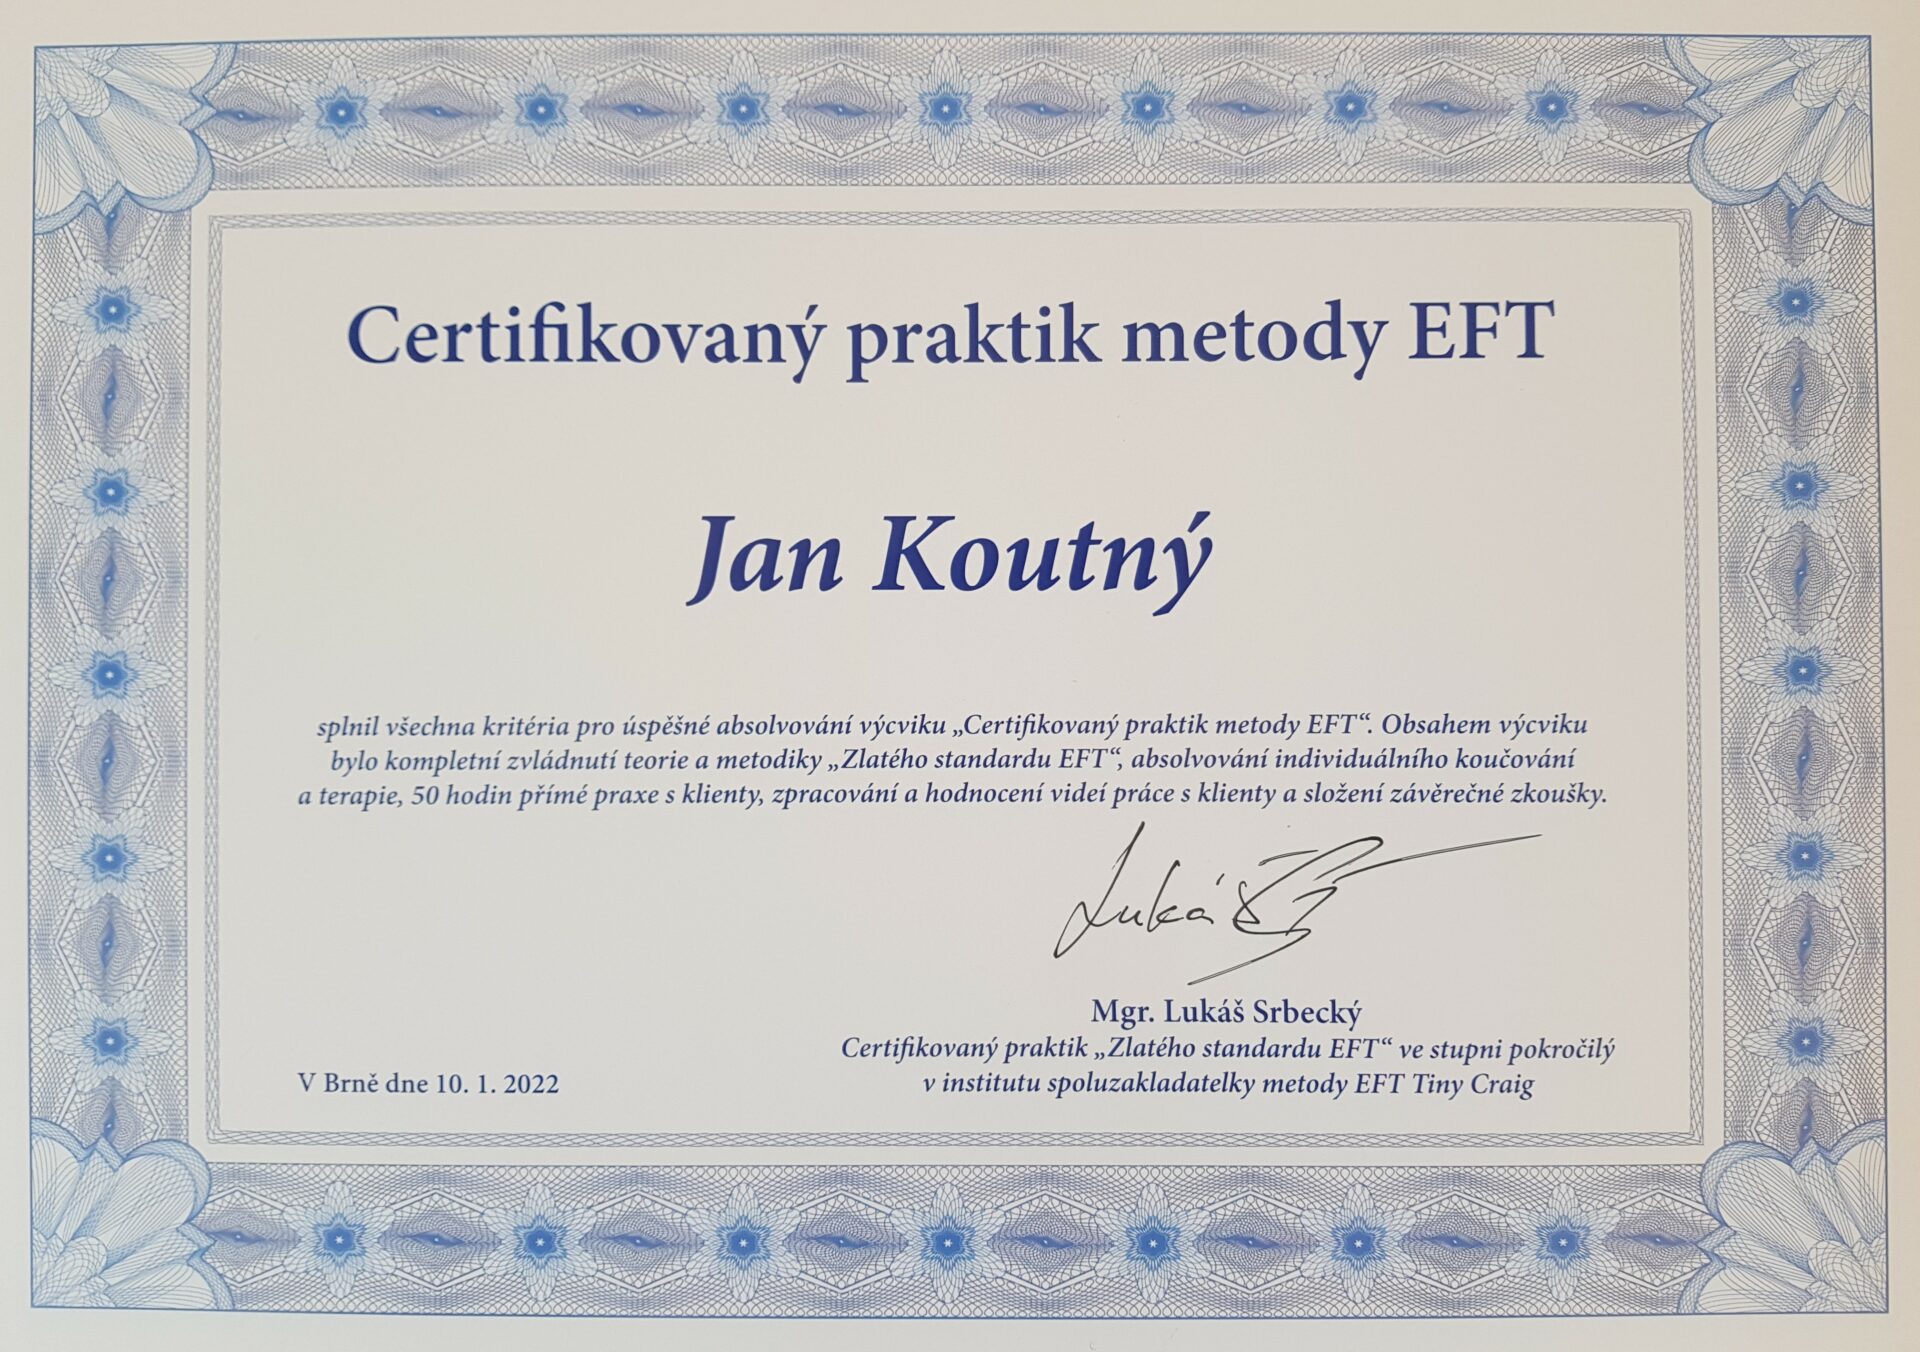 Certifikovaný praktik metody EFT
Jan Koutný
splnil všechna kritéria pro úspěšné absolvování výcviku „Certifikovaný praktik metody EFT“. Obsahem výcviku
bylo kompletní zvládnutí teorie a metodiky „Zlatého standardu EFT“, absolvování individuálního koučování
a terapie, 50 hodin přímé praxe s klienty, zpracování a hodnocení videí práce s klienty a složení závěrečné zkoušky.
Lukáš
Mgr. Lukáš Srbecký
Certifikovaný praktik „Zlatého standardu EFT“ ve stupni pokročilý
v institutu spoluzakladatelky metody EFT Tiny Craig
V Brně dne 10. 1. 2022